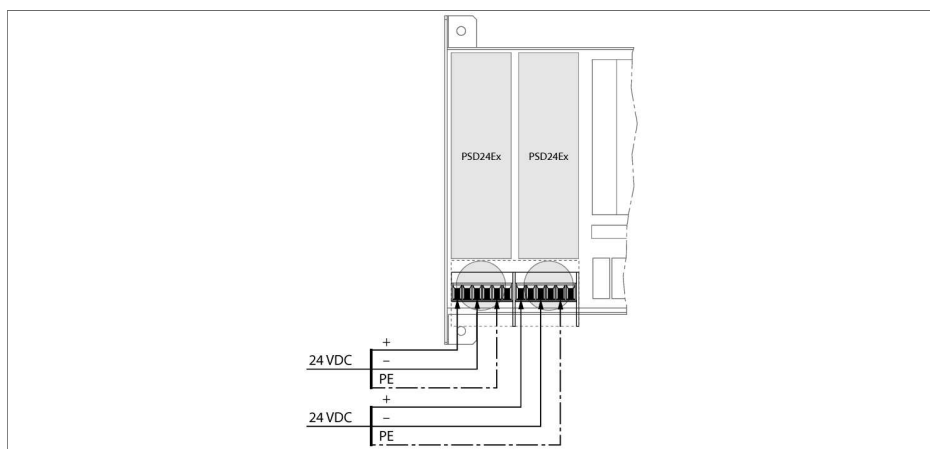 PSD24Ex PSD24Ex
+
24 VDC –
PE
+
24 VDC –
PE